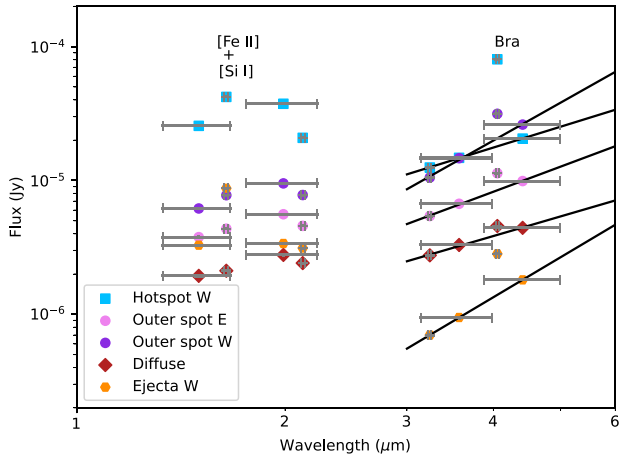 [Fe II]
+
[Si I]
Bra
10⁻⁴
10⁻⁵
10⁻⁶
Flux (Jy)
Hotspot W
Outer spot E
Outer spot W
Diffuse
Ejecta W
1
2
3
4
6
Wavelength (μm)